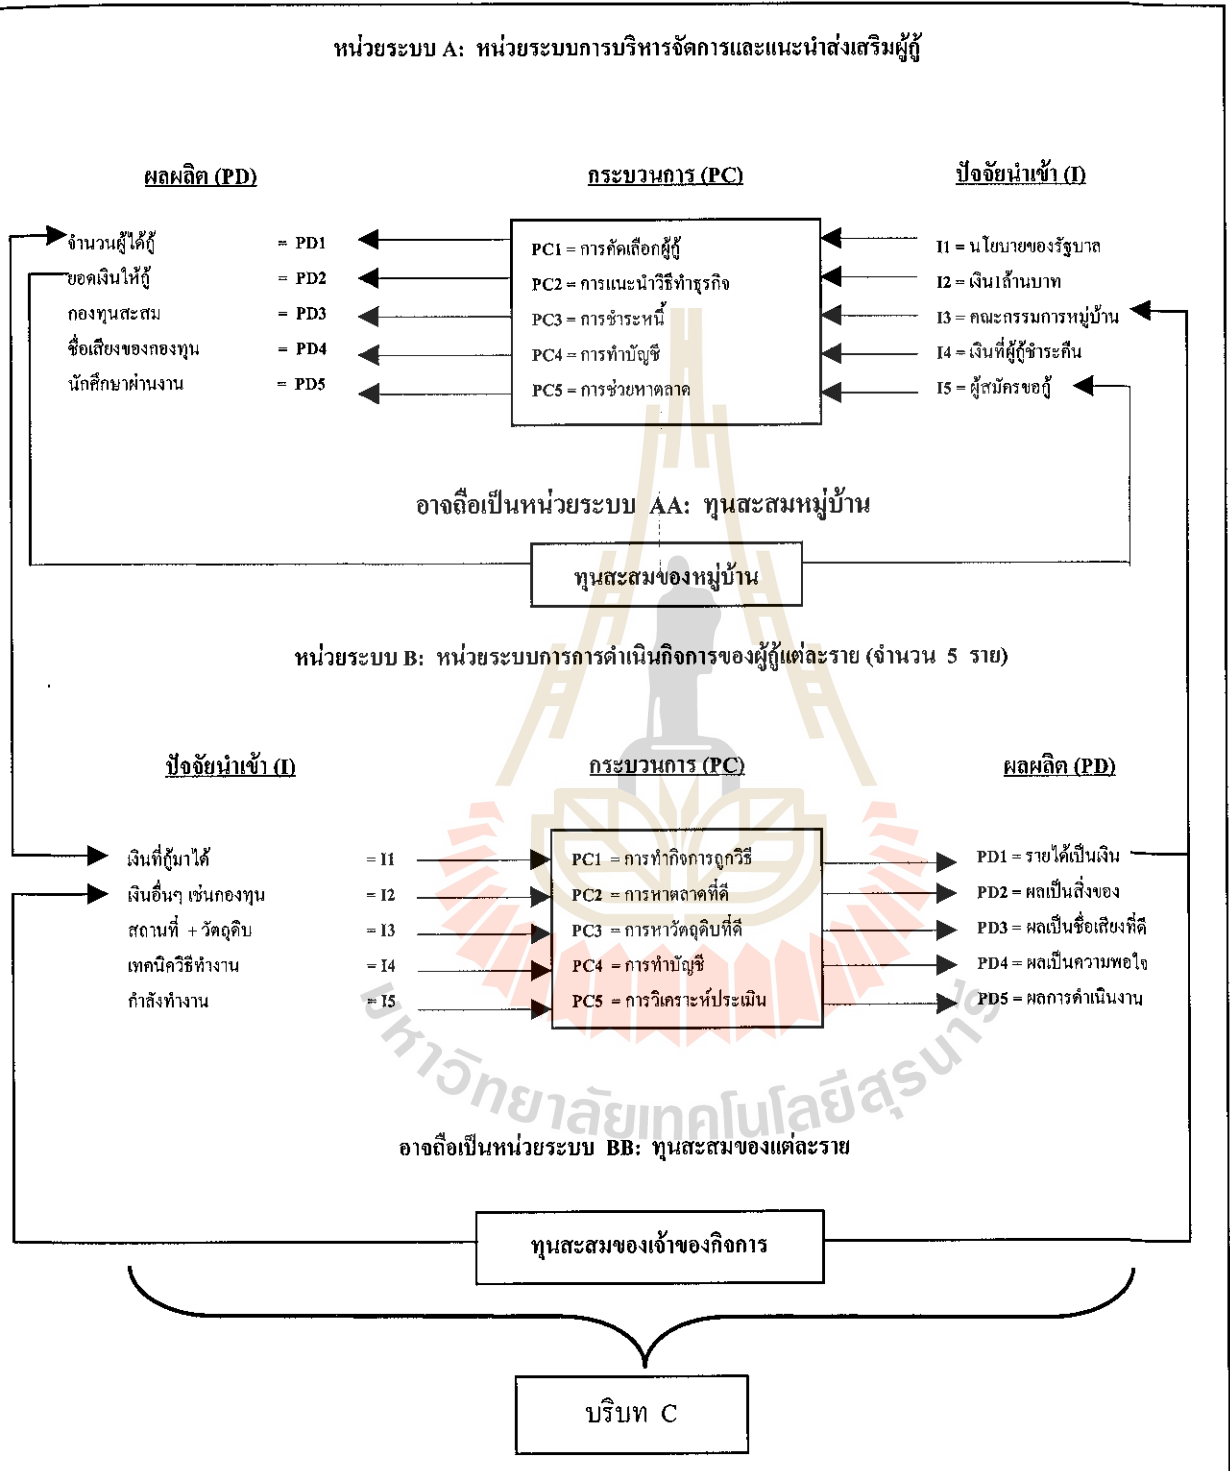 หน่วยระบบ A: หน่วยระบบการบริหารจัดการและแนะนำส่งเสริมผู้กู้
ผลผลิต (PD) กระบวนการ (PC) ปัจจัยนำเข้า (I)
จำนวนผู้ได้กู้ = PD1 PC1 = การคัดเลือกผู้กู้ I1 = นโยบายของรัฐบาล
ยอดเงินให้กู้ = PD2 PC2 = การแนะนำวิธีทำธุรกิจ I2 = เงิน1ล้านบาท
กองทุนสะสม = PD3 PC3 = การชำระหนี้ I3 = คณะกรรมการหมู่บ้าน
ชื่อเสียงของกองทุน = PD4 PC4 = การทำบัญชี I4 = เงินที่ผู้กู้ชำระคืน
นักศึกษาผ่านงาน = PD5 PC5 = การช่วยหาตลาด I5 = ผู้สมัครขอกู้
อาจถือเป็นหน่วยระบบ AA: ทุนสะสมหมู่บ้าน
ทุนสะสมของหมู่บ้าน
หน่วยระบบ B: หน่วยระบบการการดำเนินกิจการของผู้กู้แต่ละราย (จำนวน 5 ราย)
ปัจจัยนำเข้า (I) กระบวนการ (PC) ผลผลิต (PD)
เงินที่กู้มาได้ = I1 PC1 = การทำกิจการถูกวิธี PD1 = รายได้เป็นเงิน
เงินอื่นๆ เช่นกองทุน = I2 PC2 = การหาตลาดที่ดี PD2 = ผลเป็นสิ่งของ
สถานที่ + วัตถุดิบ = I3 PC3 = การหาวัตถุดิบที่ดี PD3 = ผลเป็นชื่อเสียงที่ดี
เทคนิควิธีทำงาน = I4 PC4 = การทำบัญชี PD4 = ผลเป็นความพอใจ
กำลังทำงาน = I5 PC5 = การวิเคราะห์ประเมิน PD5 = ผลการดำเนินงาน
มหาวิทยาลัยเทคโนโลยีสุรนารี
อาจถือเป็นหน่วยระบบ BB: ทุนสะสมของแต่ละราย
ทุนสะสมของเจ้าของกิจการ
บริบท C